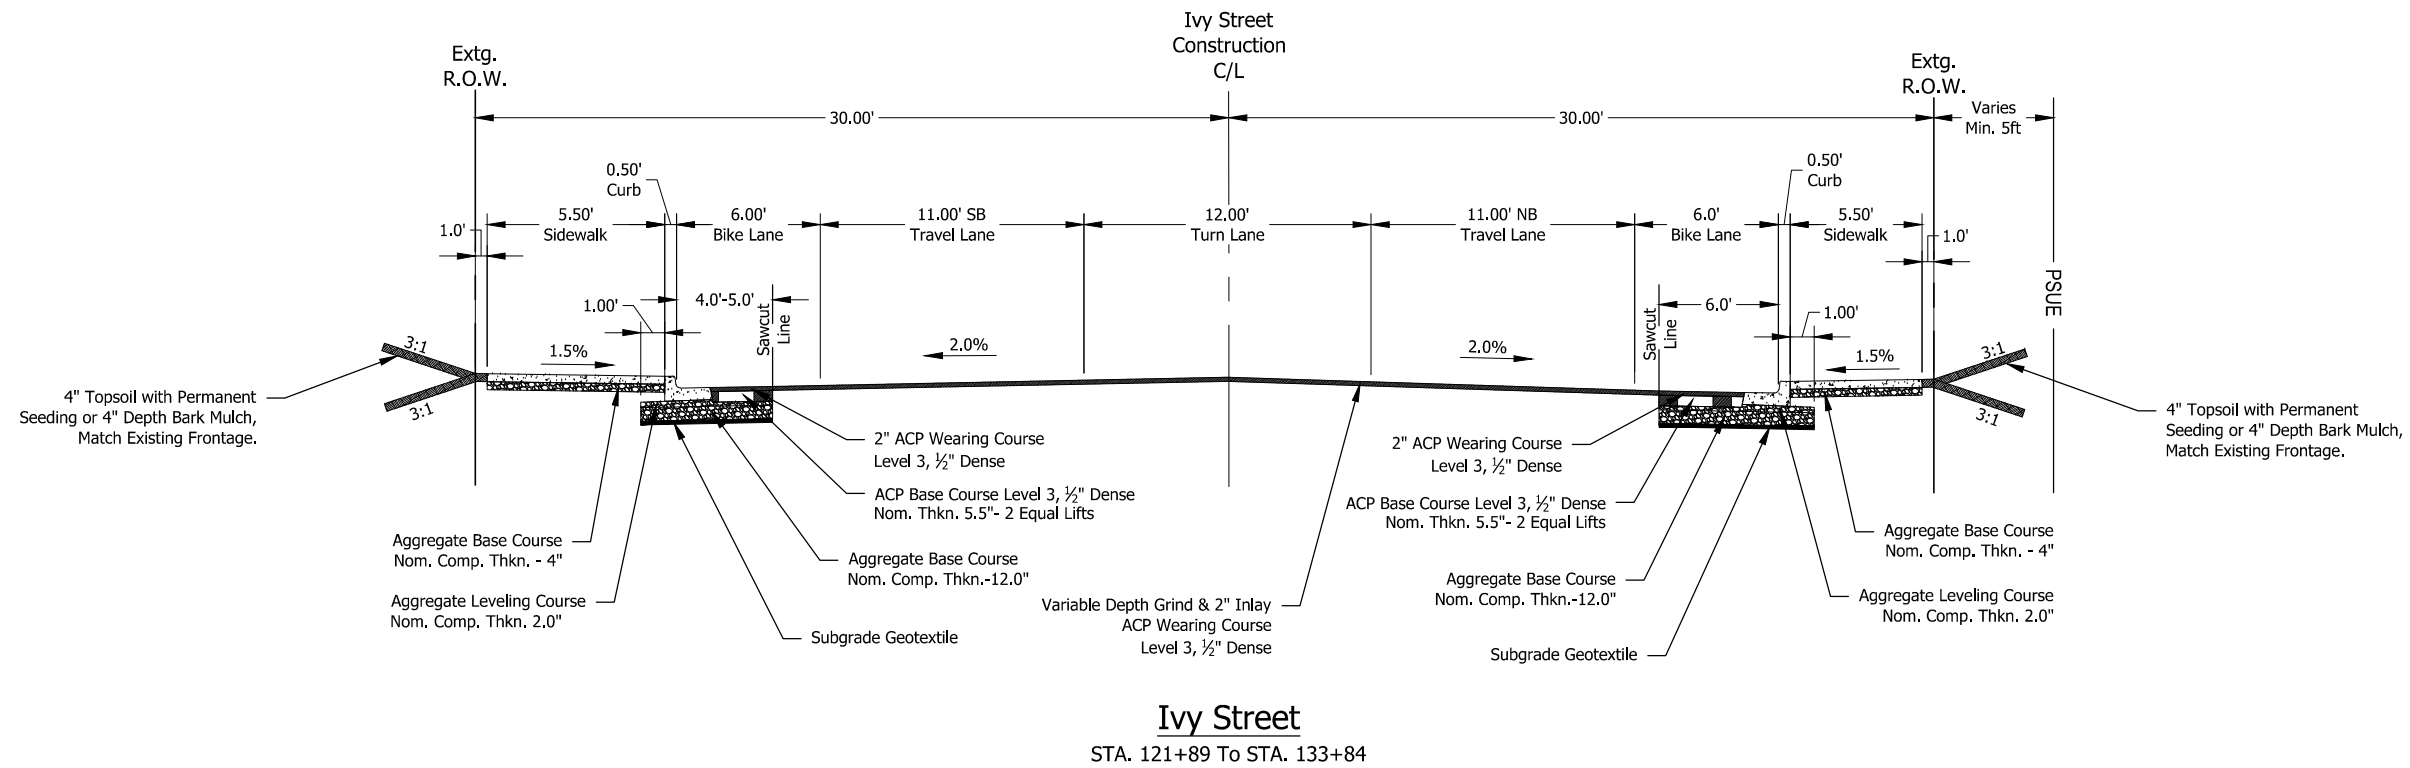 Ivy Street
Construction
C/L
Extg.
R.O.W.
Extg.
R.O.W.
30.00'
30.00'
Varies
Min. 5ft
0.50'
Curb
0.50'
Curb
1.0'
5.50'
Sidewalk
6.00'
Bike Lane
11.00' SB
Travel Lane
12.00'
Turn Lane
11.00' NB
Travel Lane
6.0'
Bike Lane
5.50'
Sidewalk
1.0'
PSUE
1.00'
4.0'-5.0'
Sawcut
Line
Sawcut
Line
6.0'
1.00'
3:1
3:1
1.5%
2.0%
2.0%
1.5%
3:1
3:1
4" Topsoil with Permanent
Seeding or 4" Depth Bark Mulch,
Match Existing Frontage.
4" Topsoil with Permanent
Seeding or 4" Depth Bark Mulch,
Match Existing Frontage.
2" ACP Wearing Course
Level 3, ½" Dense
ACP Base Course Level 3, ½" Dense
Nom. Thkn. 5.5"- 2 Equal Lifts
2" ACP Wearing Course
Level 3, ½" Dense
ACP Base Course Level 3, ½" Dense
Nom. Thkn. 5.5"- 2 Equal Lifts
Aggregate Base Course
Nom. Comp. Thkn. - 4"
Aggregate Base Course
Nom. Comp. Thkn.-12.0"
Aggregate Base Course
Nom. Comp. Thkn.-12.0"
Aggregate Base Course
Nom. Comp. Thkn. - 4"
Aggregate Leveling Course
Nom. Comp. Thkn. 2.0"
Subgrade Geotextile
Variable Depth Grind & 2" Inlay
ACP Wearing Course
Level 3, ½" Dense
Subgrade Geotextile
Aggregate Leveling Course
Nom. Comp. Thkn. 2.0"
Ivy Street
STA. 121+89 To STA. 133+84